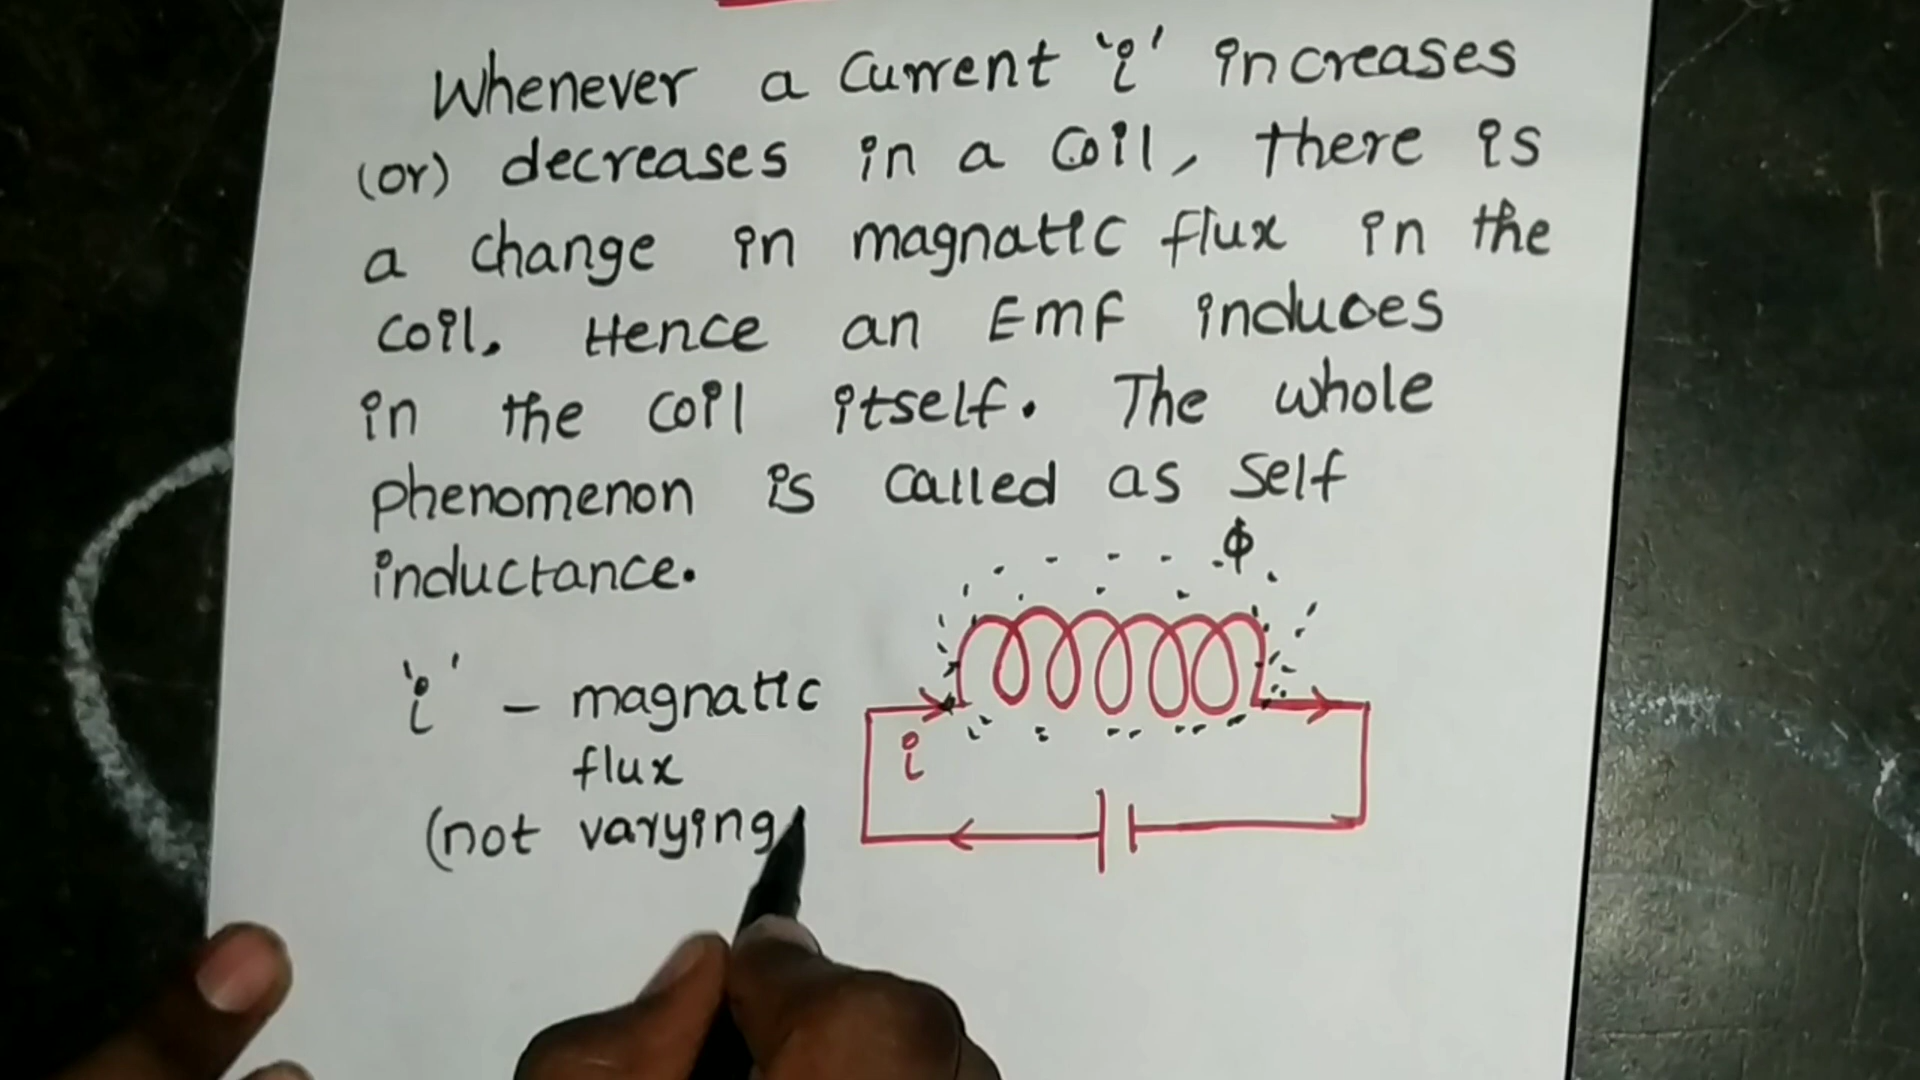 Whenever a current 'i' increases
(or) decreases in a coil, there is
a change in magnatic flux in the
coil. Hence an Emf induces
in the coil itself. The whole
phenomenon is called as self
inductance.
ϕ
'i' - magnatic
flux
i
(not varying